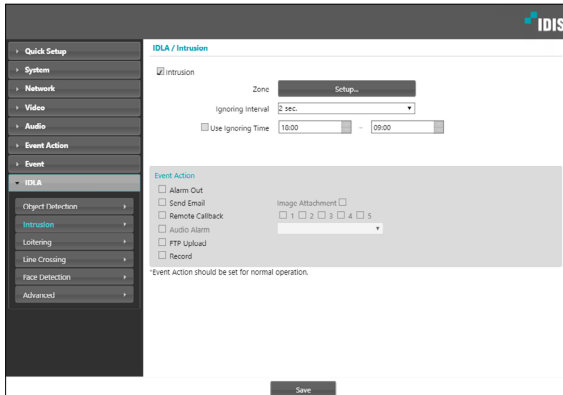 IDIS
Quick Setup
System
Network
Video
Audio
Event Action
Event
IDLA
Object Detection
Intrusion
Loitering
Line Crossing
Face Detection
Advanced
IDLA / Intrusion
Intrusion
Zone Setup...
Ignoring Interval 2 sec.
Use Ignoring Time 18:00 ~ 09:00
Event Action
Alarm Out
Send Email Image Attachment
Remote Callback 1 2 3 4 5
Audio Alarm
FTP Upload
Record
*Event Action should be set for normal operation.
Save